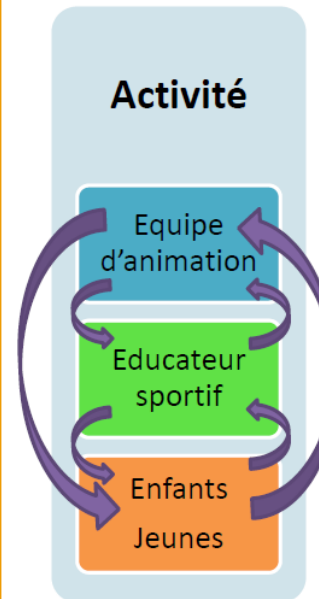 Activité
Equipe
d’animation
Educateur
sportif
Enfants
Jeunes